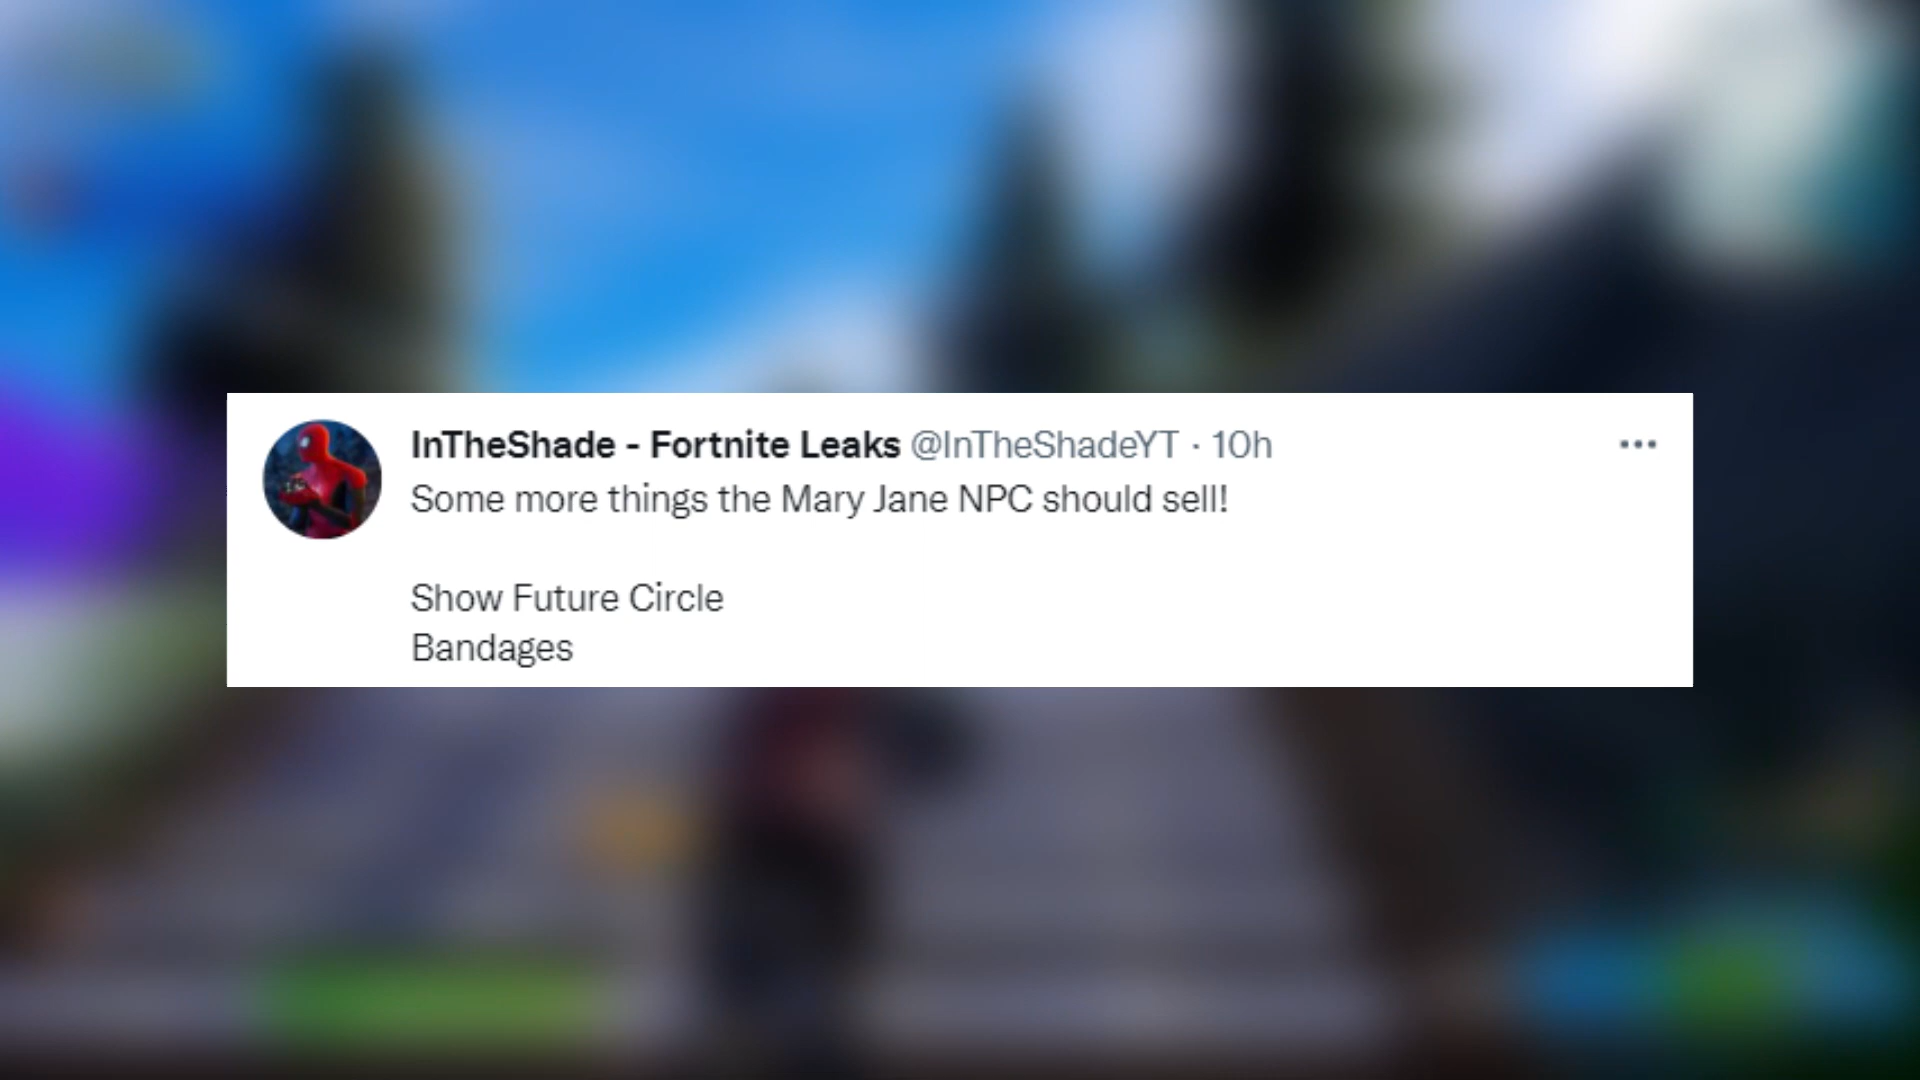 InTheShade - Fortnite Leaks @InTheShadeYT · 10h
Some more things the Mary Jane NPC should sell!
Show Future Circle
Bandages